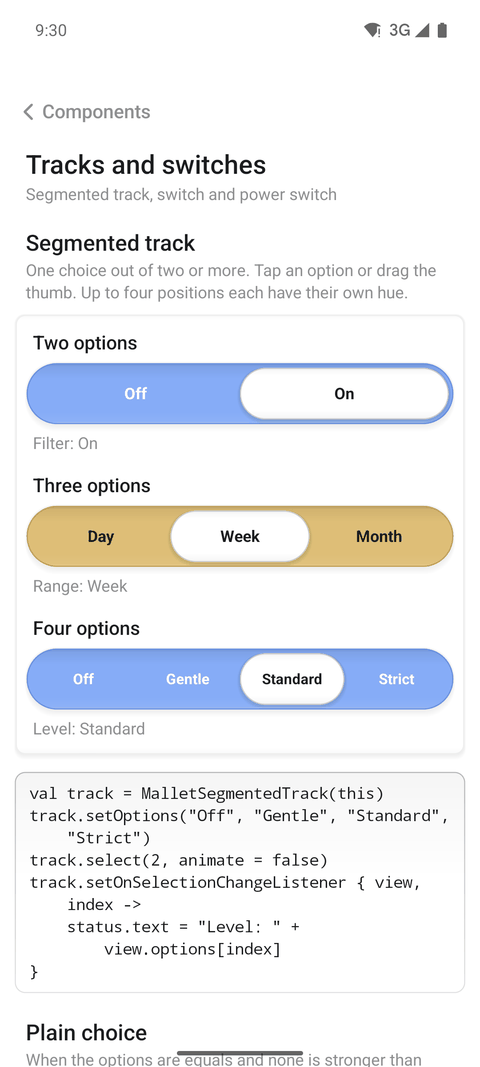 9:30
3G
Components
Tracks and switches
Segmented track, switch and power switch
Segmented track
One choice out of two or more. Tap an option or drag the
thumb. Up to four positions each have their own hue.
Two options
Off On
Filter: On
Three options
Day Week Month
Range: Week
Four options
Off Gentle Standard Strict
Level: Standard
val track = MalletSegmentedTrack(this)
track.setOptions("Off", "Gentle", "Standard",
    "Strict")
track.select(2, animate = false)
track.setOnSelectionChangeListener { view,
    index ->
    status.text = "Level: " +
        view.options[index]
}
Plain choice
When the options are equals and none is stronger than